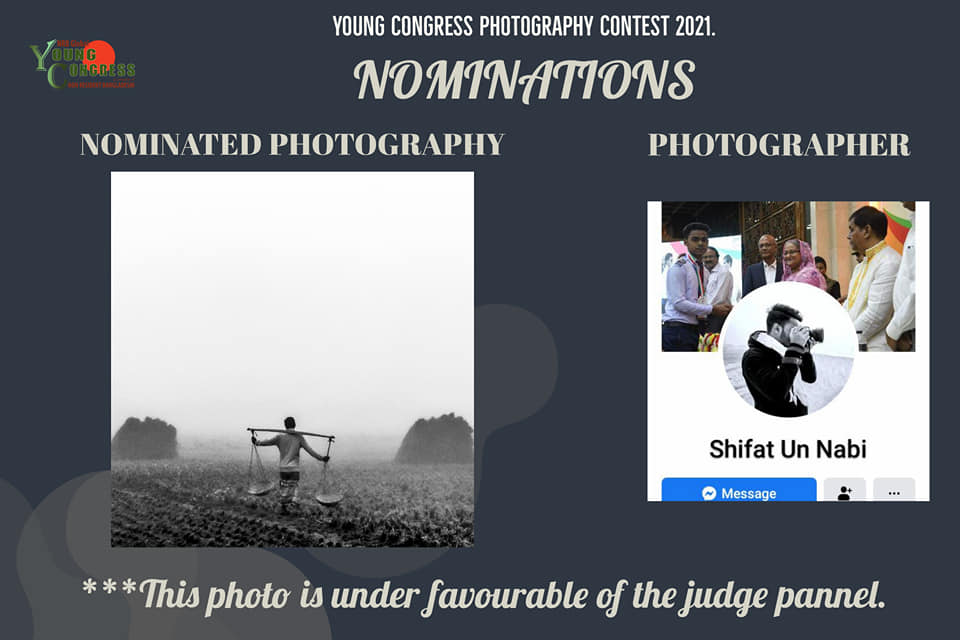 YOUNG CONGRESS PHOTOGRAPHY CONTEST 2021.
NOMINATIONS
YOUNG
CONGRESS
NOMINATED PHOTOGRAPHY
PHOTOGRAPHER
Shifat Un Nabi
Message
***This photo is under favourable of the judge pannel.